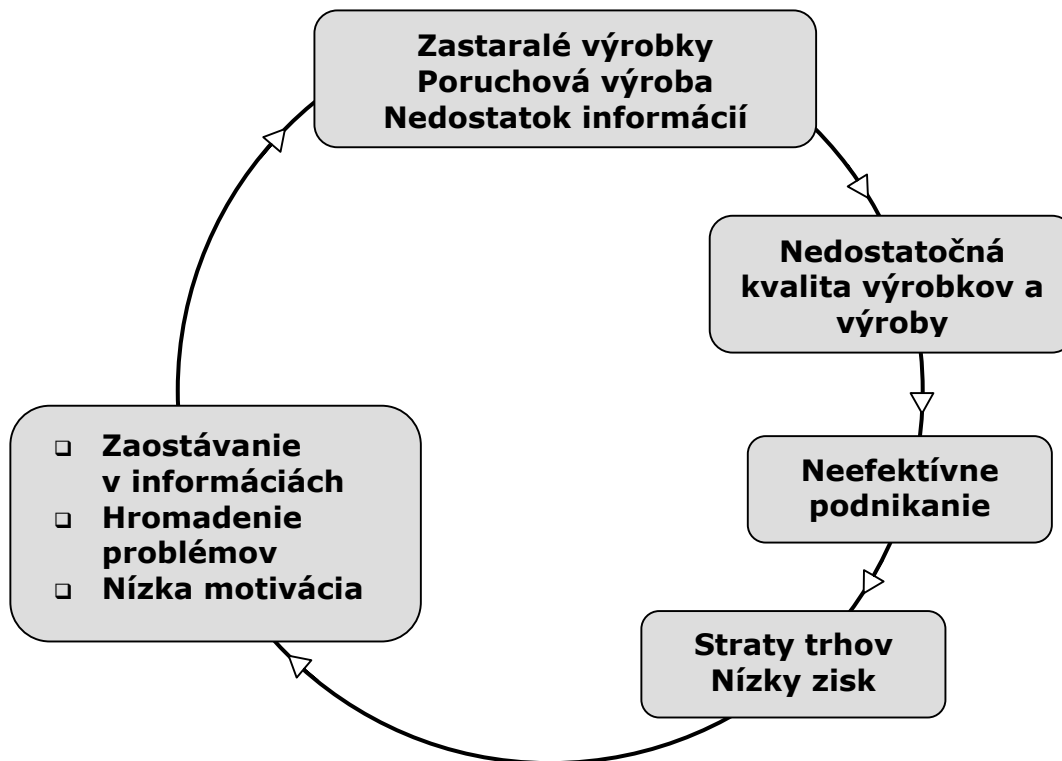 Zastaralé výrobky
Poruchová výroba
Nedostatok informácií
Nedostatočná
kvalita výrobkov a
výroby
Neefektívne
podnikanie
Straty trhov
Nízky zisk
❑ Zaostávanie
v informáciách
❑ Hromadenie
problémov
❑ Nízka motivácia